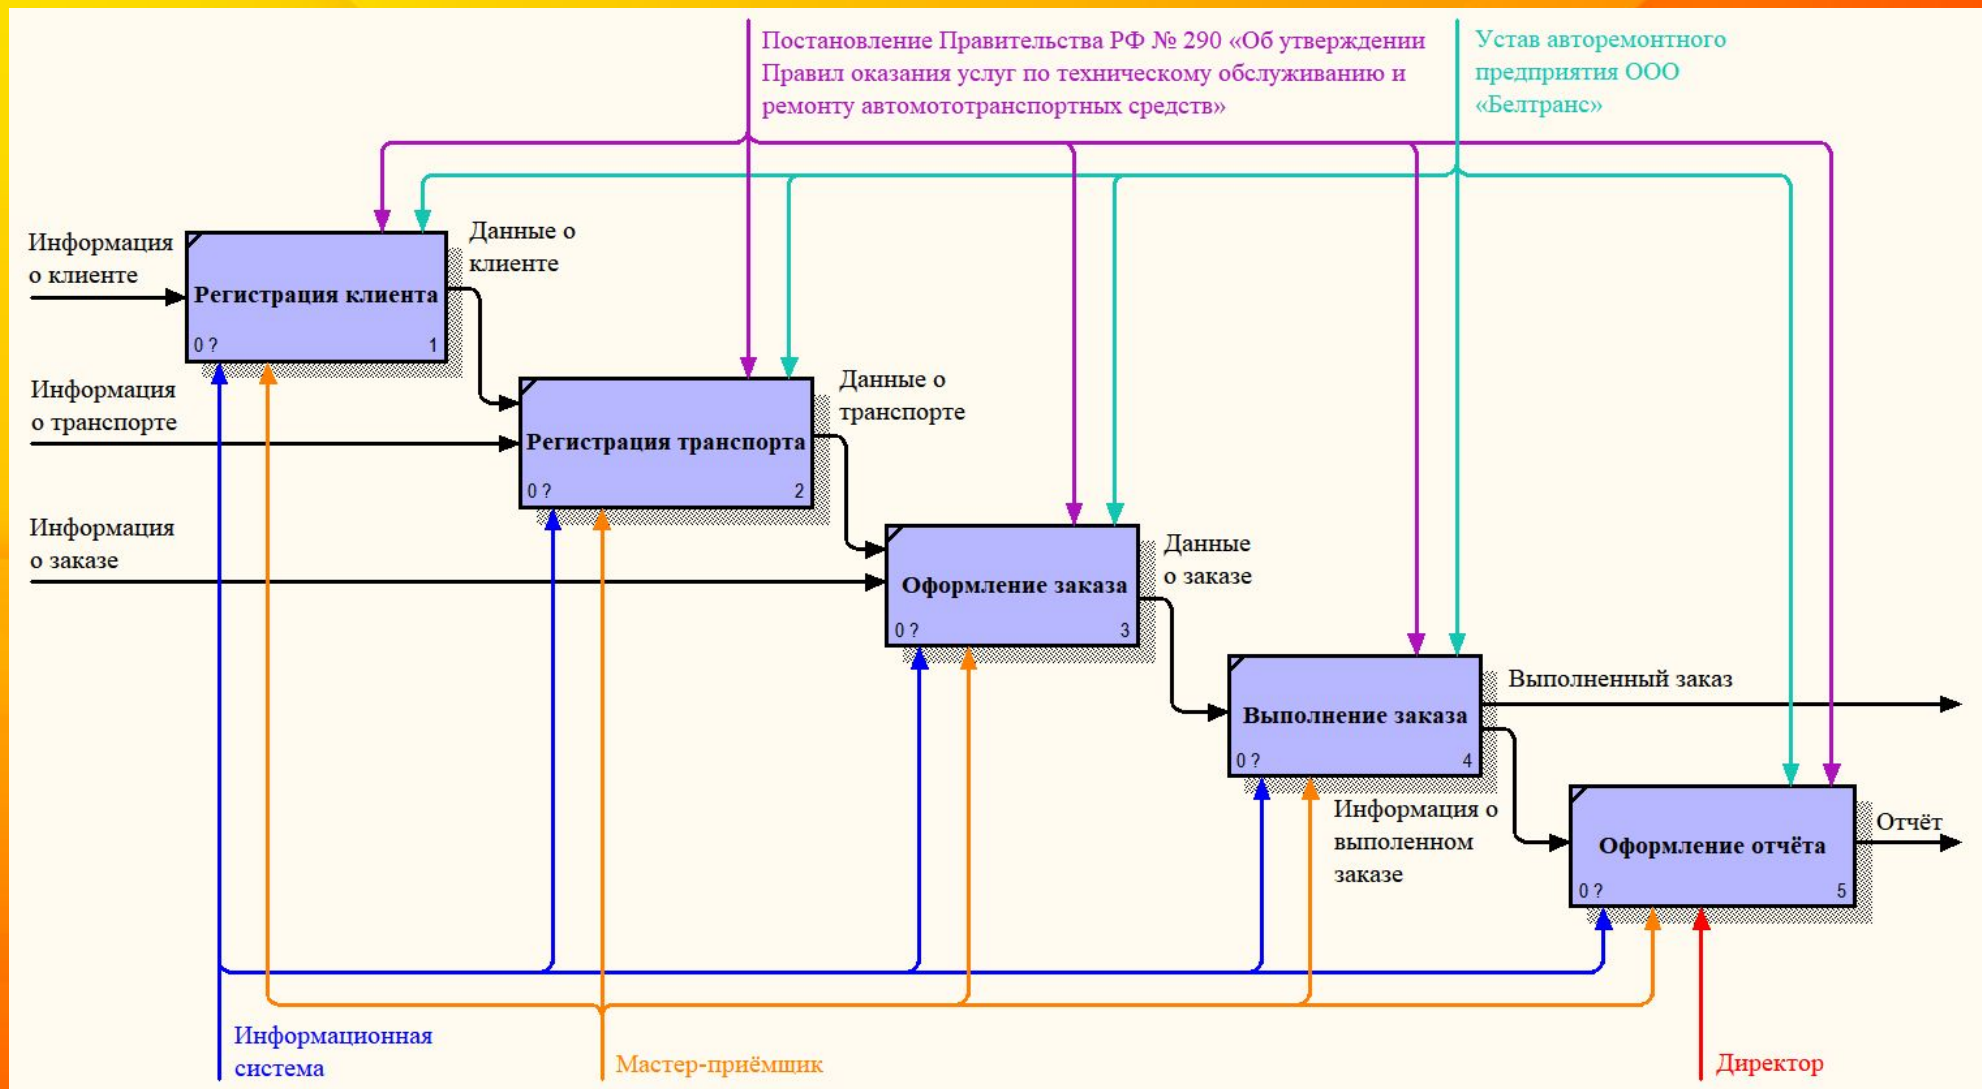 Постановление Правительства РФ № 290 «Об утверждении
Правил оказания услуг по техническому обслуживанию и
ремонту автомототранспортных средств»
Устав авторемонтного
предприятия ООО
«Белтранс»
Информация
о клиенте
Регистрация клиента
0 ?
1
Данные о
клиенте
Информация
о транспорте
Регистрация транспорта
0 ?
2
Данные о
транспорте
Информация
о заказе
Оформление заказа
0 ?
3
Данные
о заказе
Выполнение заказа
0 ?
4
Выполненный заказ
Информация о
выполенном
заказе
Оформление отчёта
0 ?
5
Отчёт
Информационная
система
Мастер-приёмщик
Директор